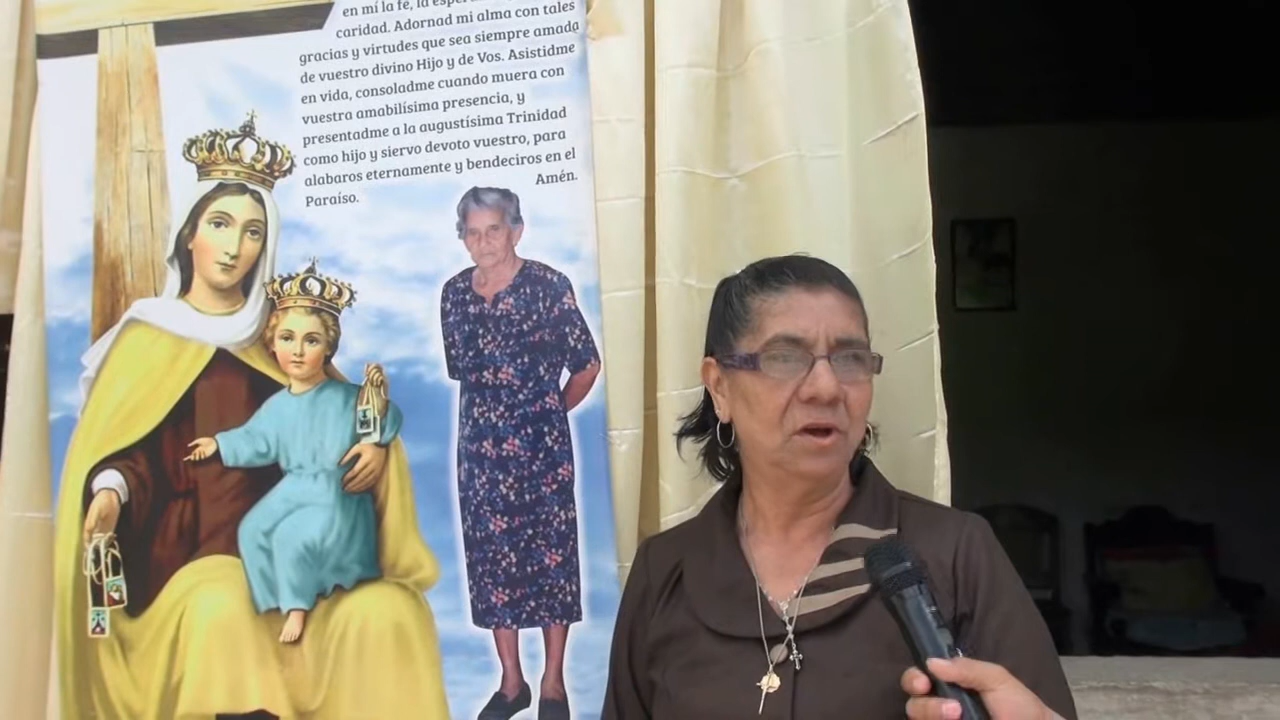 en mí la fe, la
caridad. Adornad mi alma con tales
gracias y virtudes que sea siempre amada
de vuestro divino Hijo y de Vos. Asistidme
en vida, consoladme cuando muera con
vuestra amabilísima presencia, y
presentadme a la augustísima Trinidad
como hijo y siervo devoto vuestro, para
alabaros eternamente y bendeciros en el
Paraíso. Amén.